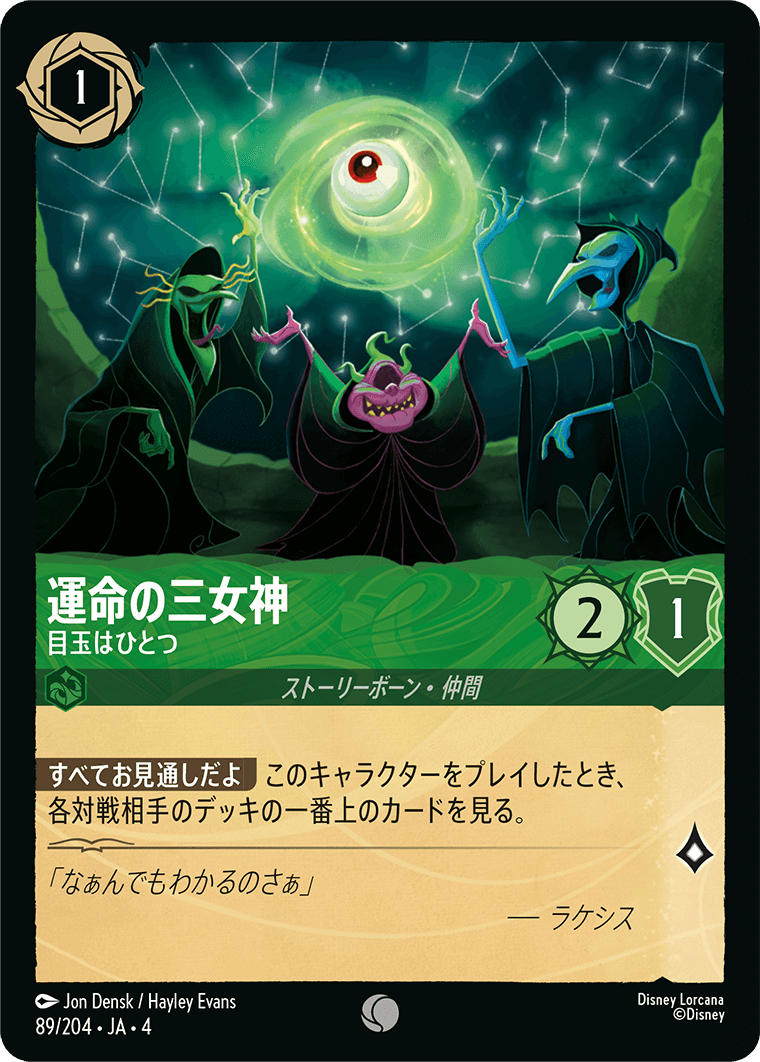 1
運命の三女神
目玉はひとつ
2
1
ストーリーボーン・仲間
すべてお見通しだよ このキャラクターをプレイしたとき、
各対戦相手のデッキの一番上のカードを見る。
「なぁんでもわかるのさぁ」
— ラケシス
Jon Densk / Hayley Evans
89/204・JA・4
Disney Lorcana
©Disney